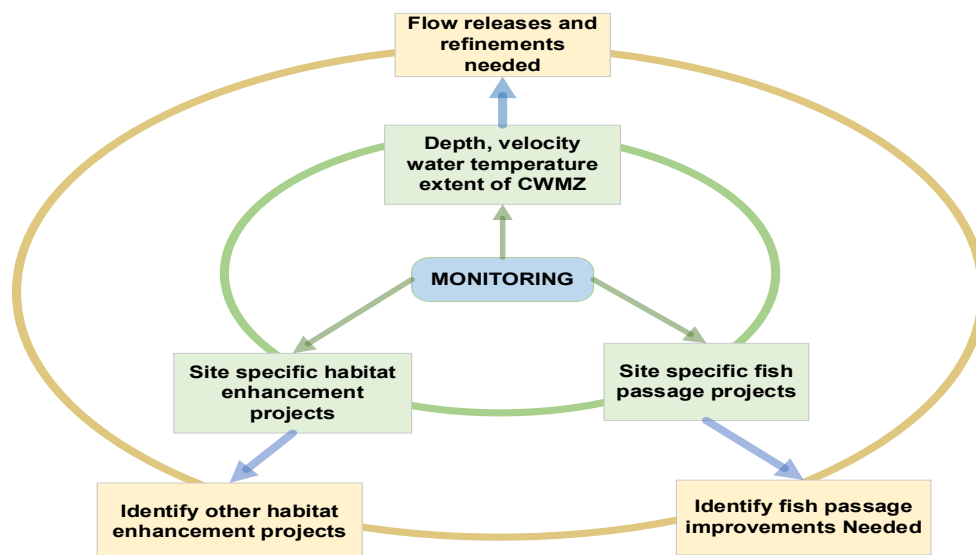 Flow releases and
refinements
needed
Depth, velocity
water temperature
extent of CWMZ
MONITORING
Site specific habitat
enhancement
projects
Site specific fish
passage projects
Identify other habitat
enhancement projects
Identify fish passage
improvements Needed